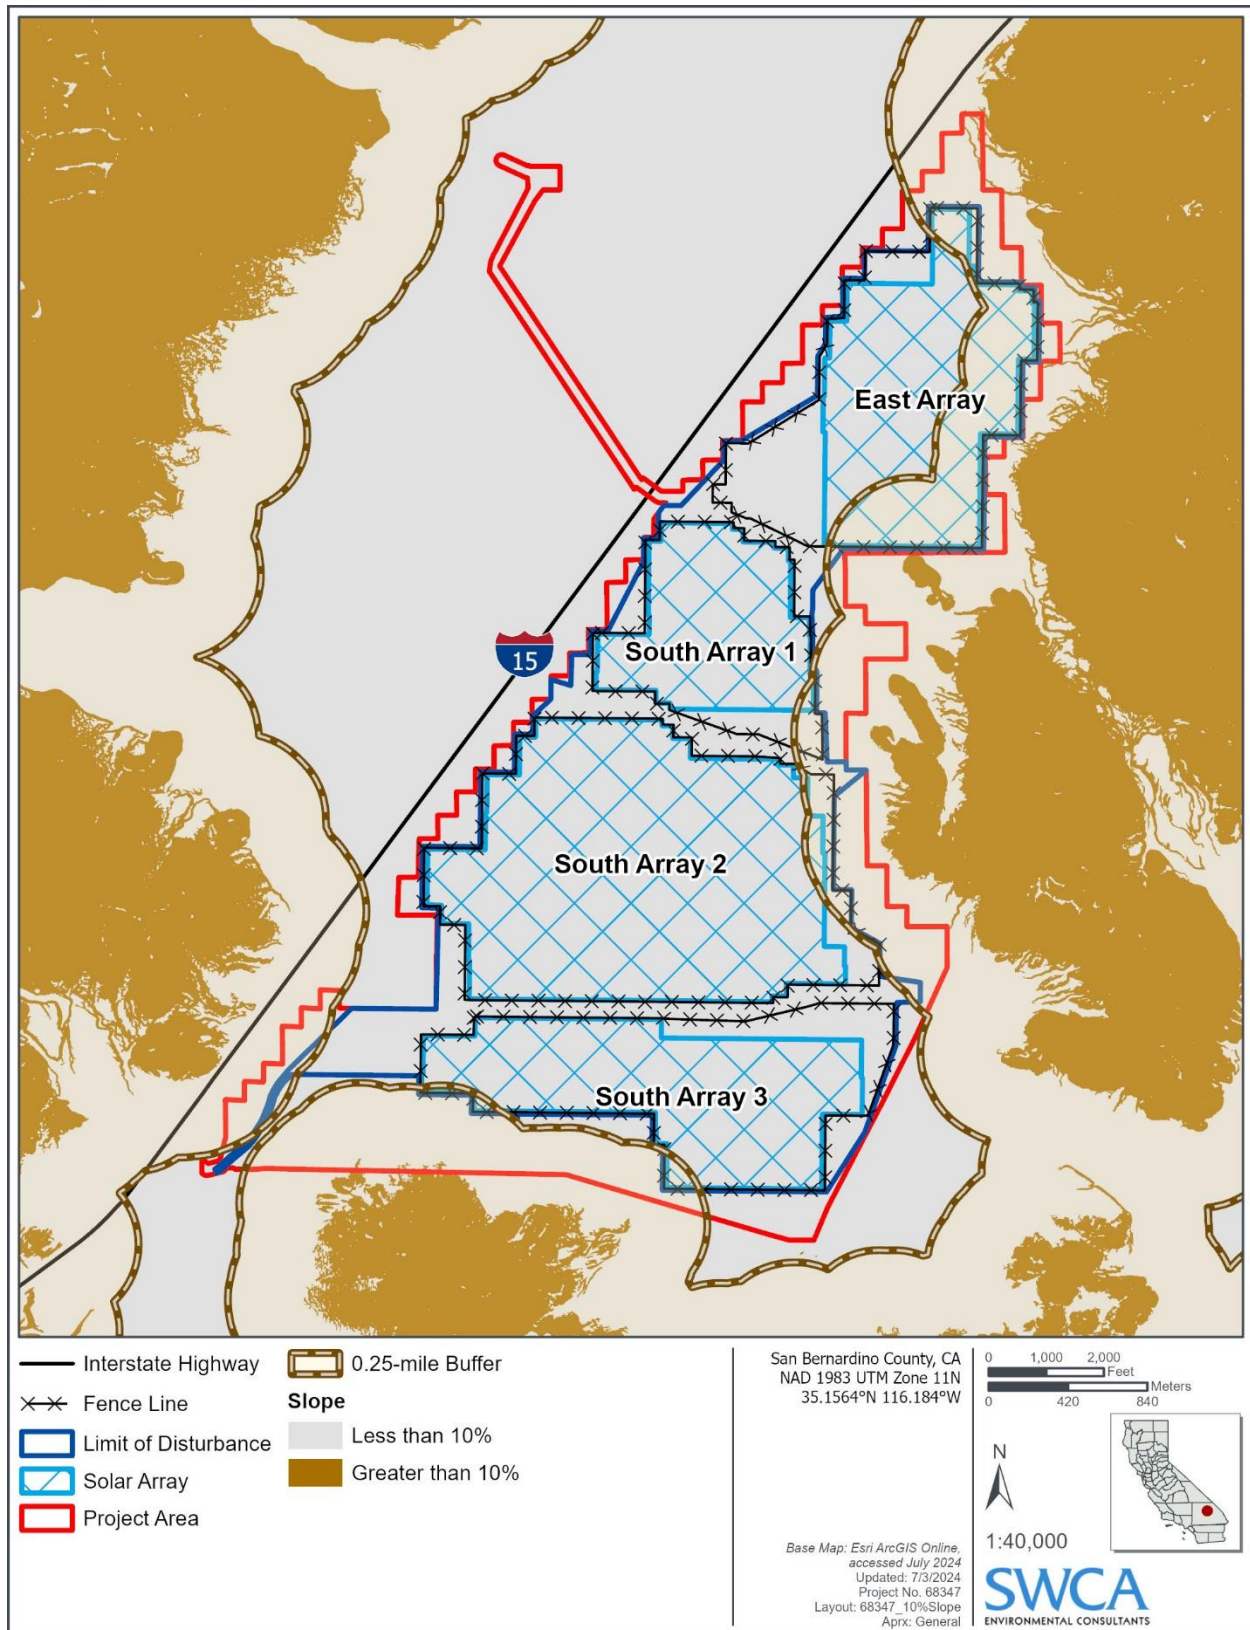 East Array
South Array 1
15
South Array 2
South Array 3
Interstate Highway
Fence Line
Limit of Disturbance
Solar Array
Project Area
0.25-mile Buffer
Slope
Less than 10%
Greater than 10%
San Bernardino County, CA
NAD 1983 UTM Zone 11N
35.1564°N 116.184°W
Base Map: Esri ArcGIS Online,
accessed July 2024
Updated: 7/3/2024
Project No. 68347
Layout: 68347_10%Slope
Aprx: General
0 1,000 2,000
Feet
Meters
0 420 840
N
1:40,000
SWCA
ENVIRONMENTAL CONSULTANTS